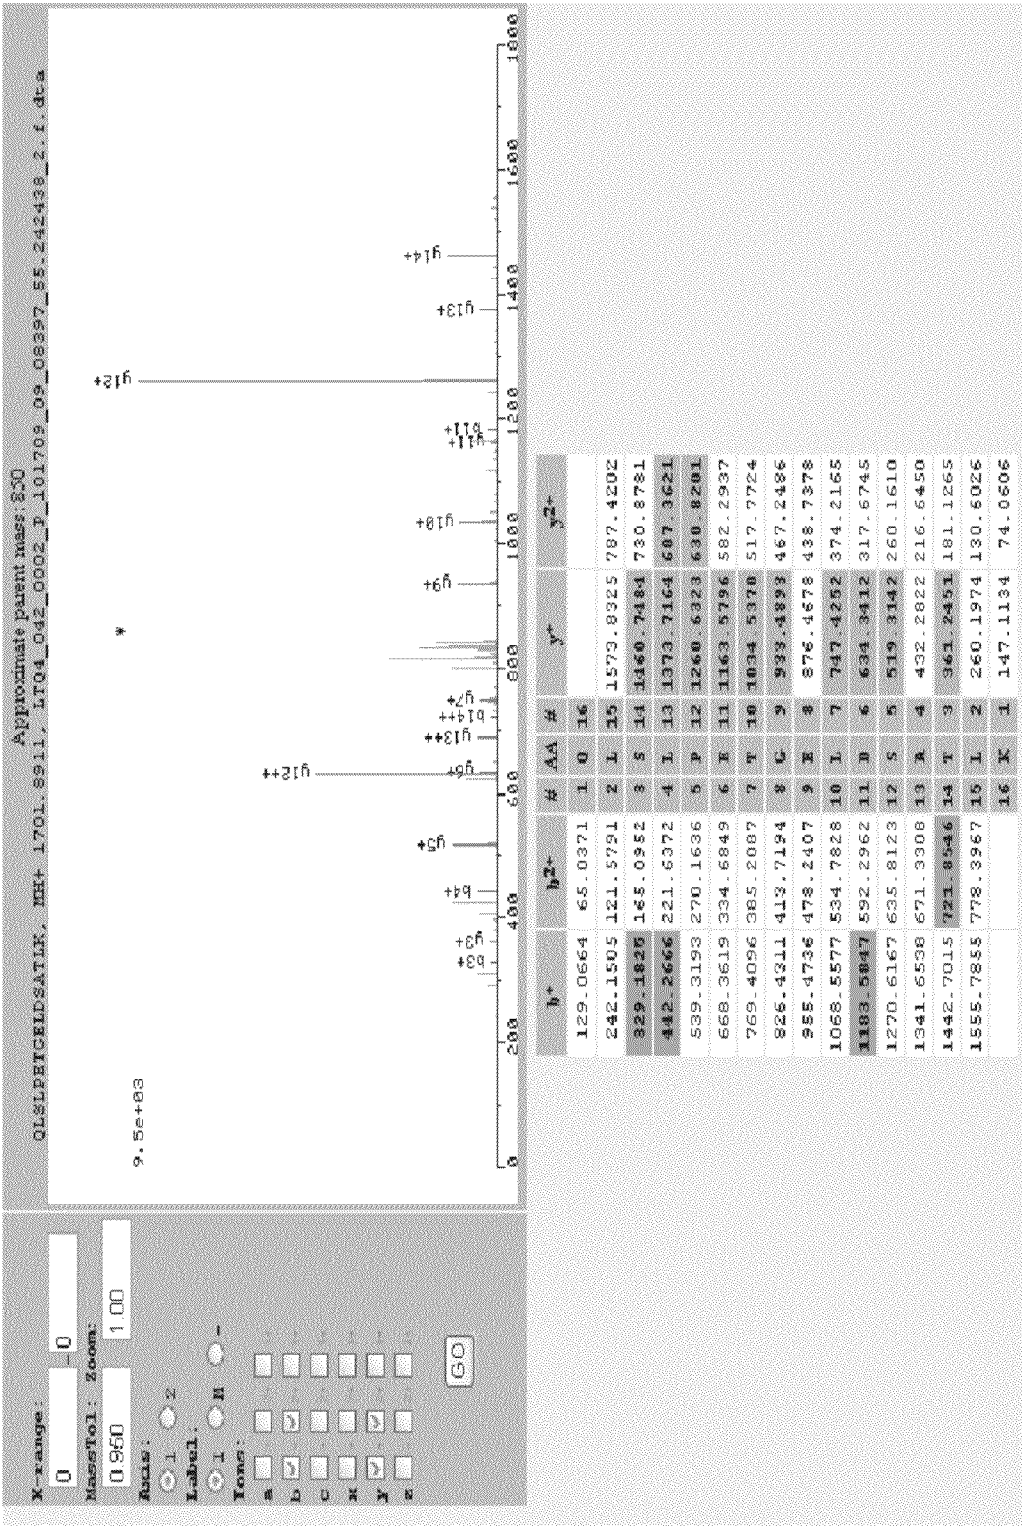 X-range:
0 0
MassTol: Zoom:
0.950 1.00
Axis:
1 2
Label:
1 M -
Ions:
a
b
c
x
y
z
GO
Approximate parent mass: 850
QLSLPETGELDSATLK, MH+ 1701.8911, LTQ4_042_0002_P_101709_09_08397_55.242438_2.f.dta
9.5e+03
*
b3+ y3+ b4+ y5+ y12++ y6+ y13++ b14++ y7+ y9+ y10+ y11+ b11+ y12+ y13+ y14+
0 200 400 600 800 1000 1200 1400 1600 1800
b+ b2+ # AA # y+ y2+
129.0664 65.0371 1 Q 16
242.1505 121.5791 2 L 15 1573.8325 787.4202
329.1825 165.0952 3 S 14 1460.7484 730.8781
442.2666 221.6372 4 L 13 1373.7164 687.3621
539.3193 270.1636 5 P 12 1260.6323 630.8201
668.3619 334.6849 6 E 11 1163.5796 582.2937
769.4096 385.2087 7 T 10 1034.5370 517.7724
826.4311 413.7194 8 G 9 933.4893 467.2486
955.4736 478.2407 9 E 8 876.4678 438.7378
1068.5577 534.7828 10 L 7 747.4252 374.2165
1183.5847 592.2962 11 D 6 634.3412 317.6745
1270.6167 635.8123 12 S 5 519.3142 260.1610
1341.6538 671.3308 13 A 4 432.2822 216.6450
1442.7015 721.8546 14 T 3 361.2451 181.1265
1555.7855 778.3967 15 L 2 260.1974 130.6026
16 K 1 147.1134 74.0606